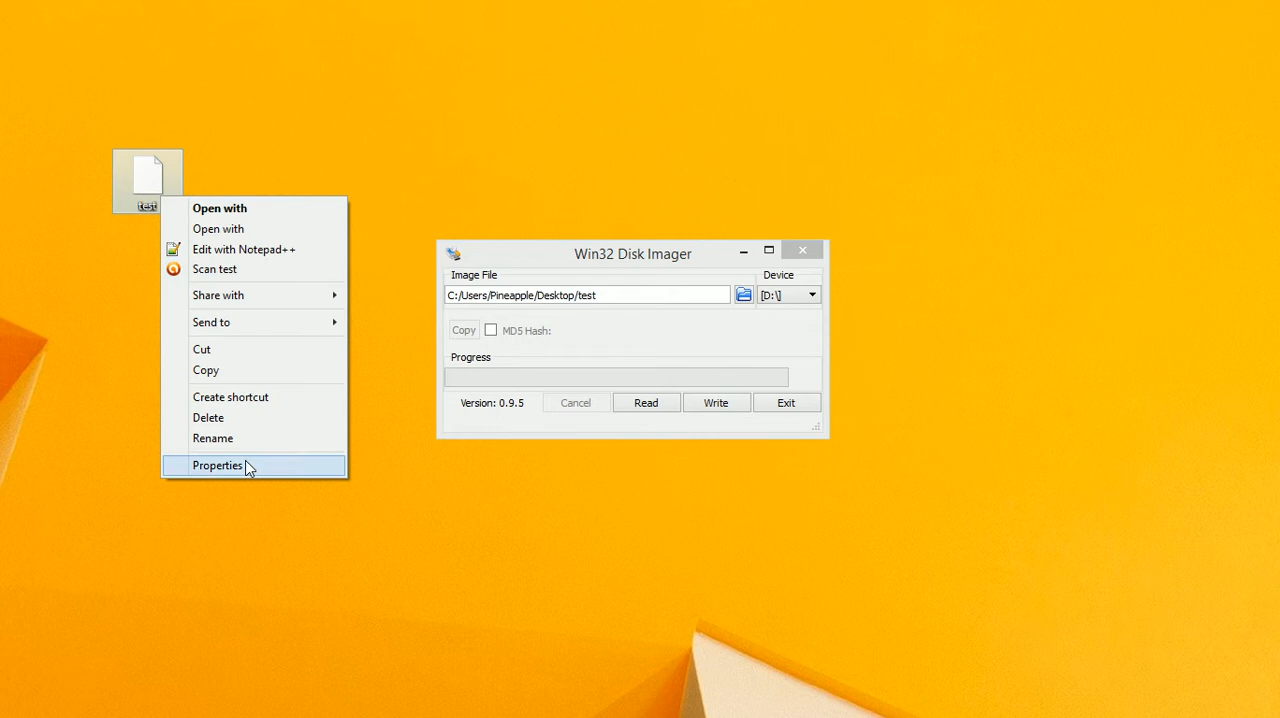 test
Open with
Open with
Edit with Notepad++
Scan test
Share with
Send to
Cut
Copy
Create shortcut
Delete
Rename
Properties
Win32 Disk Imager
Image File
Device
C:/Users/Pineapple/Desktop/test
[D:\]
Copy
MD5 Hash:
Progress
Version: 0.9.5
Cancel
Read
Write
Exit